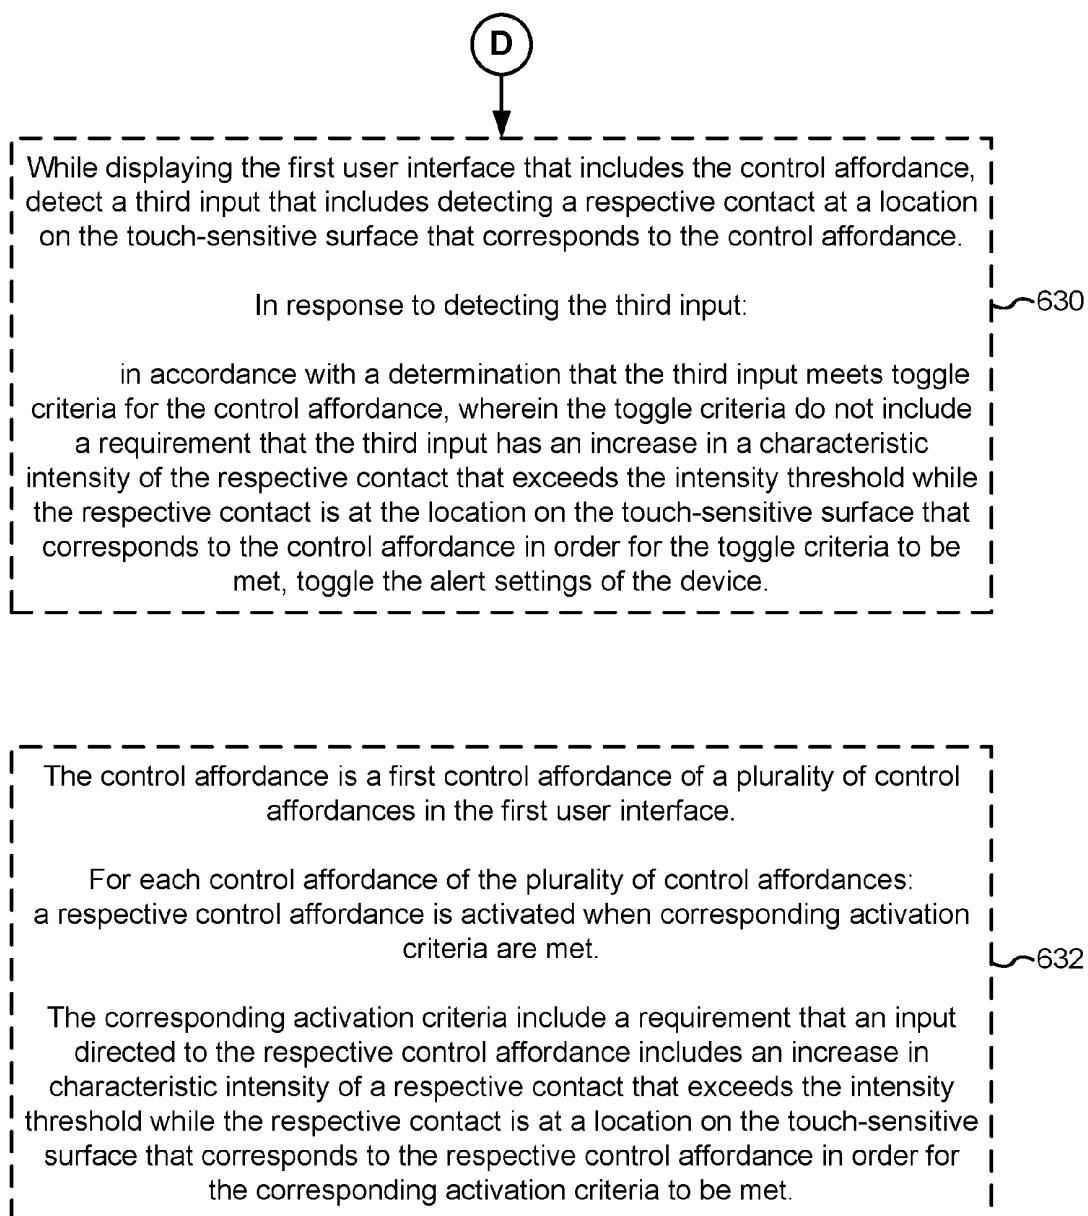 D
While displaying the first user interface that includes the control affordance,
detect a third input that includes detecting a respective contact at a location
on the touch-sensitive surface that corresponds to the control affordance.
In response to detecting the third input:
630
in accordance with a determination that the third input meets toggle
criteria for the control affordance, wherein the toggle criteria do not include
a requirement that the third input has an increase in a characteristic
intensity of the respective contact that exceeds the intensity threshold while
the respective contact is at the location on the touch-sensitive surface that
corresponds to the control affordance in order for the toggle criteria to be
met, toggle the alert settings of the device.
The control affordance is a first control affordance of a plurality of control
affordances in the first user interface.
For each control affordance of the plurality of control affordances:
a respective control affordance is activated when corresponding activation
criteria are met.
632
The corresponding activation criteria include a requirement that an input
directed to the respective control affordance includes an increase in
characteristic intensity of a respective contact that exceeds the intensity
threshold while the respective contact is at a location on the touch-sensitive
surface that corresponds to the respective control affordance in order for
the corresponding activation criteria to be met.